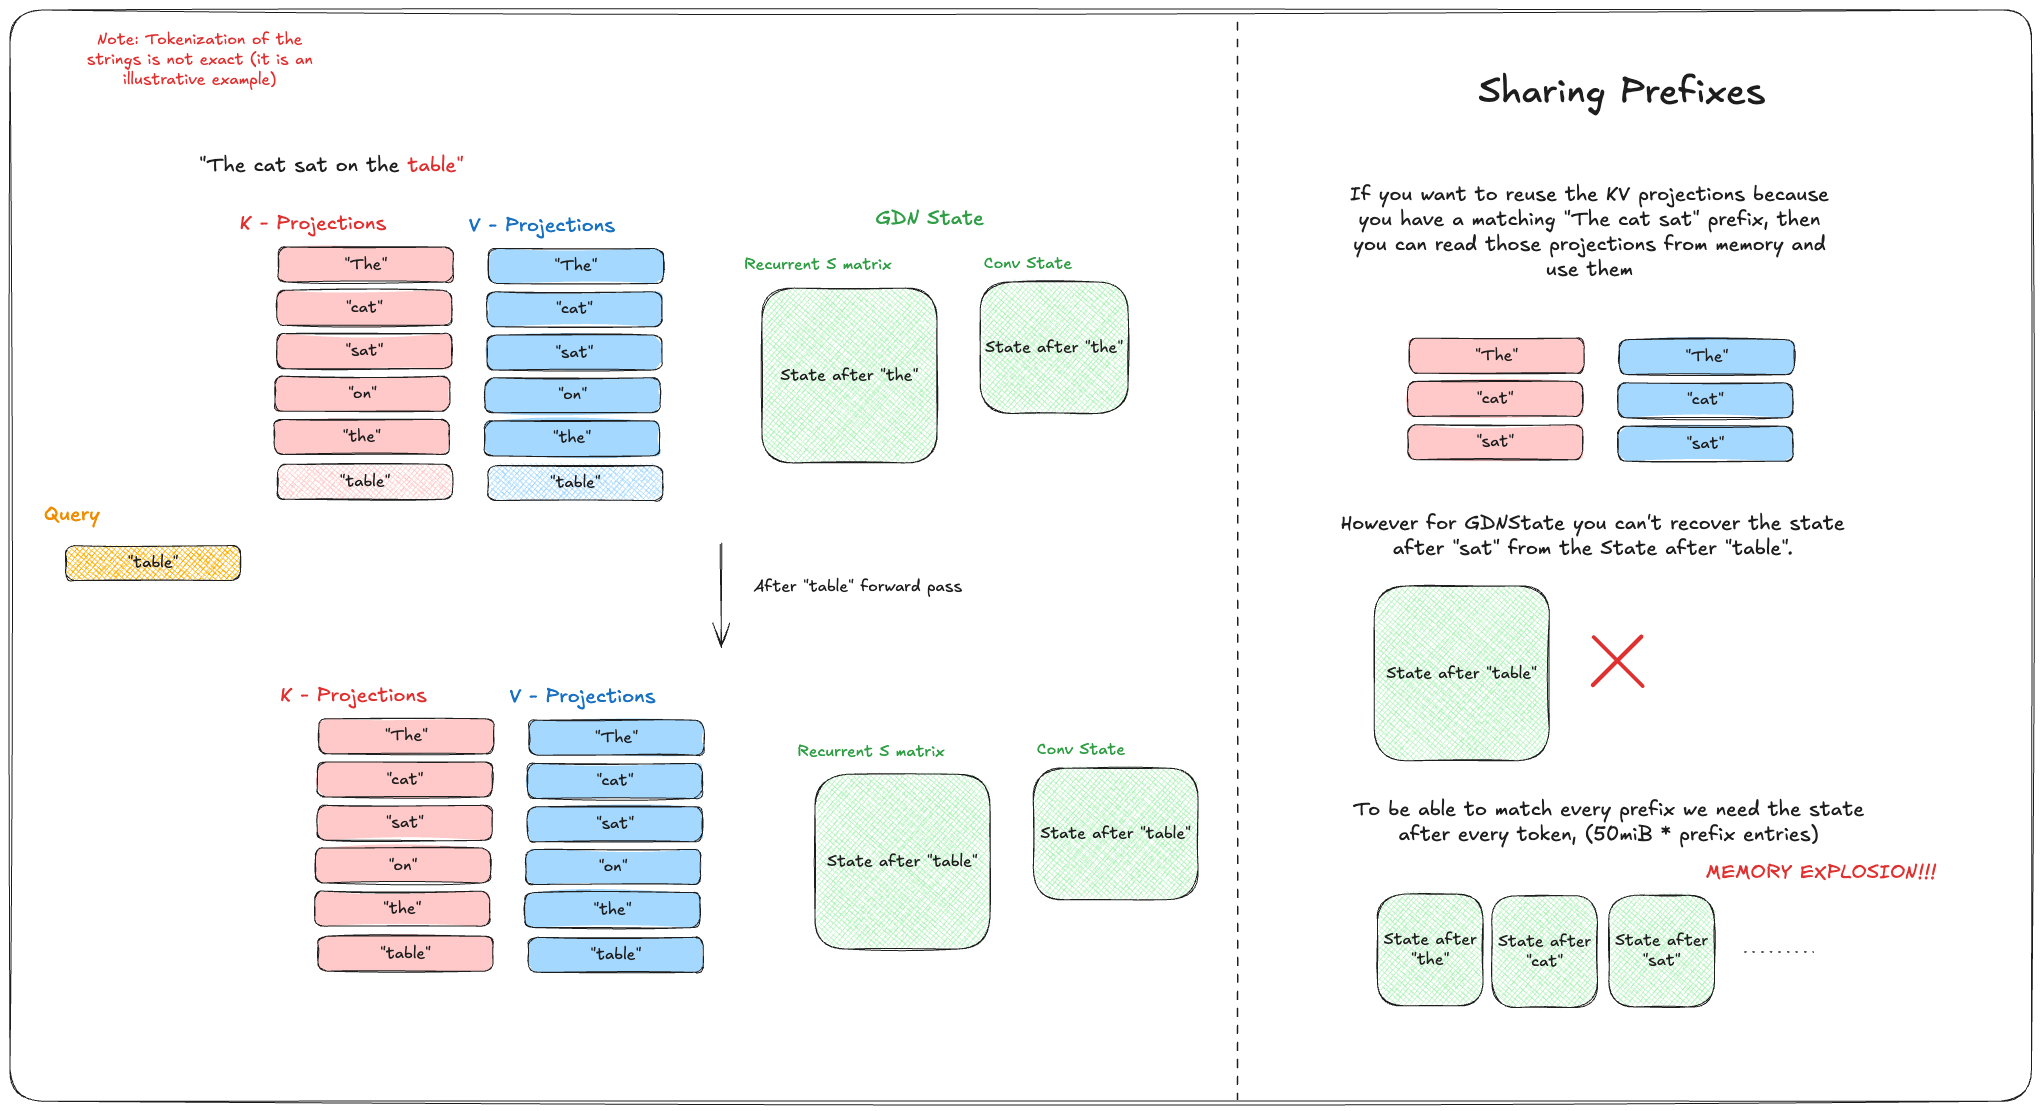 Note: Tokenization of the
strings is not exact (it is an
illustrative example)
"The cat sat on the table"
K - Projections
V - Projections
"The"
"The"
"cat"
"cat"
"sat"
"sat"
"on"
"on"
"the"
"the"
"table"
"table"
GDN State
Recurrent S matrix
Conv State
State after "the"
State after "the"
Query
"table"
After "table" forward pass
K - Projections
V - Projections
"The"
"The"
"cat"
"cat"
"sat"
"sat"
"on"
"on"
"the"
"the"
"table"
"table"
Recurrent S matrix
Conv State
State after "table"
State after "table"
Sharing Prefixes
If you want to reuse the KV projections because
you have a matching "The cat sat" prefix, then
you can read those projections from memory and
use them
"The"
"The"
"cat"
"cat"
"sat"
"sat"
However for GDNState you can't recover the state
after "sat" from the State after "table".
State after "table"
To be able to match every prefix we need the state
after every token, (50miB * prefix entries)
MEMORY EXPLOSION!!!
State after
"the"
State after
"cat"
State after
"sat"